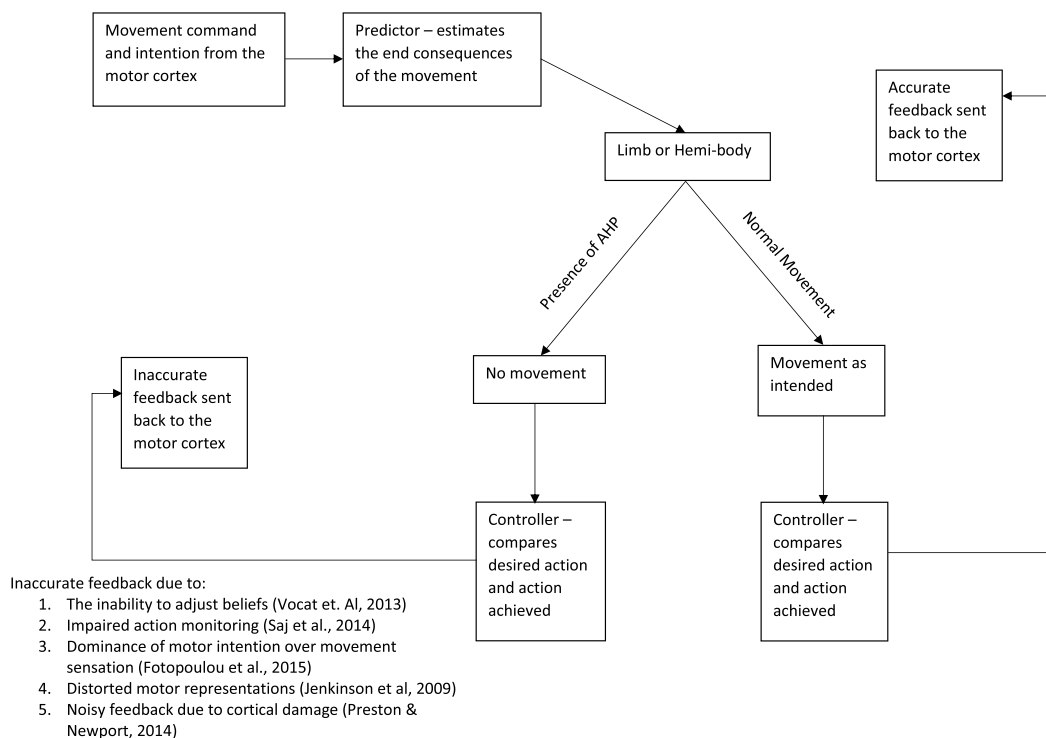 Movement command
and intention from the
motor cortex
Predictor – estimates
the end consequences
of the movement
Accurate
feedback sent
back to the
motor cortex
Limb or Hemi-body
Presence of AHP
Normal Movement
Inaccurate
feedback sent
back to the
motor cortex
No movement
Movement as
intended
Controller –
compares
desired action
and action
achieved
Controller –
compares
desired action
and action
achieved
Inaccurate feedback due to:
1. The inability to adjust beliefs (Vocat et. Al, 2013)
2. Impaired action monitoring (Saj et al., 2014)
3. Dominance of motor intention over movement
sensation (Fotopoulou et al., 2015)
4. Distorted motor representations (Jenkinson et al, 2009)
5. Noisy feedback due to cortical damage (Preston &
Newport, 2014)